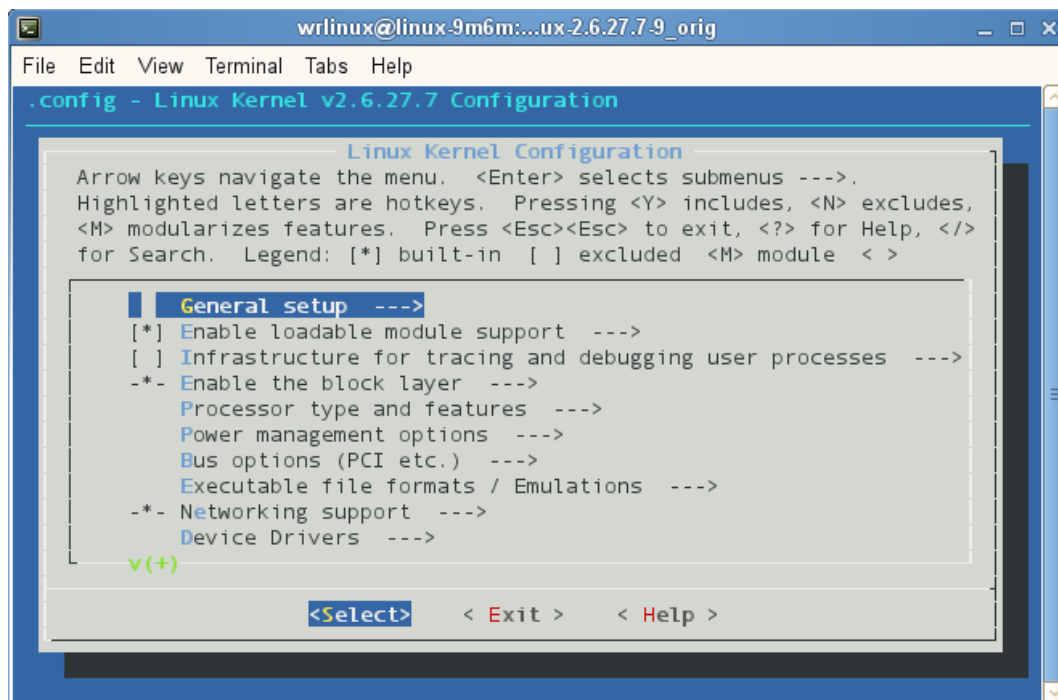 wrlinux@linux-9m6m:...ux-2.6.27.7-9_orig
File Edit View Terminal Tabs Help
.config - Linux Kernel v2.6.27.7 Configuration
Linux Kernel Configuration
Arrow keys navigate the menu.  <Enter> selects submenus --->.
Highlighted letters are hotkeys.  Pressing <Y> includes, <N> excludes,
<M> modularizes features.  Press <Esc><Esc> to exit, <?> for Help, </>
for Search.  Legend: [*] built-in  [ ] excluded  <M> module  < >
General setup  --->
[*] Enable loadable module support  --->
[ ] Infrastructure for tracing and debugging user processes  --->
-*- Enable the block layer  --->
Processor type and features  --->
Power management options  --->
Bus options (PCI etc.)  --->
Executable file formats / Emulations  --->
-*- Networking support  --->
Device Drivers  --->
v(+)
<Select>    < Exit >    < Help >